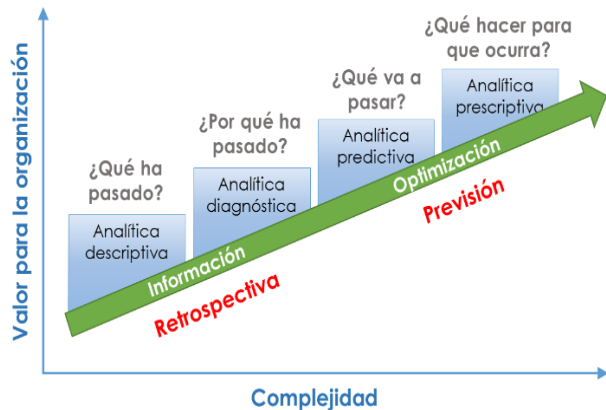 ¿Qué hacer para
que ocurra?
¿Qué va a
pasar?
Analítica
prescriptiva
¿Por qué ha
pasado?
Analítica
predictiva
¿Qué ha
pasado?
Analítica
diagnóstica
Analítica
descriptiva
Optimización
Previsión
Información
Retrospectiva
Valor para la organización
Complejidad